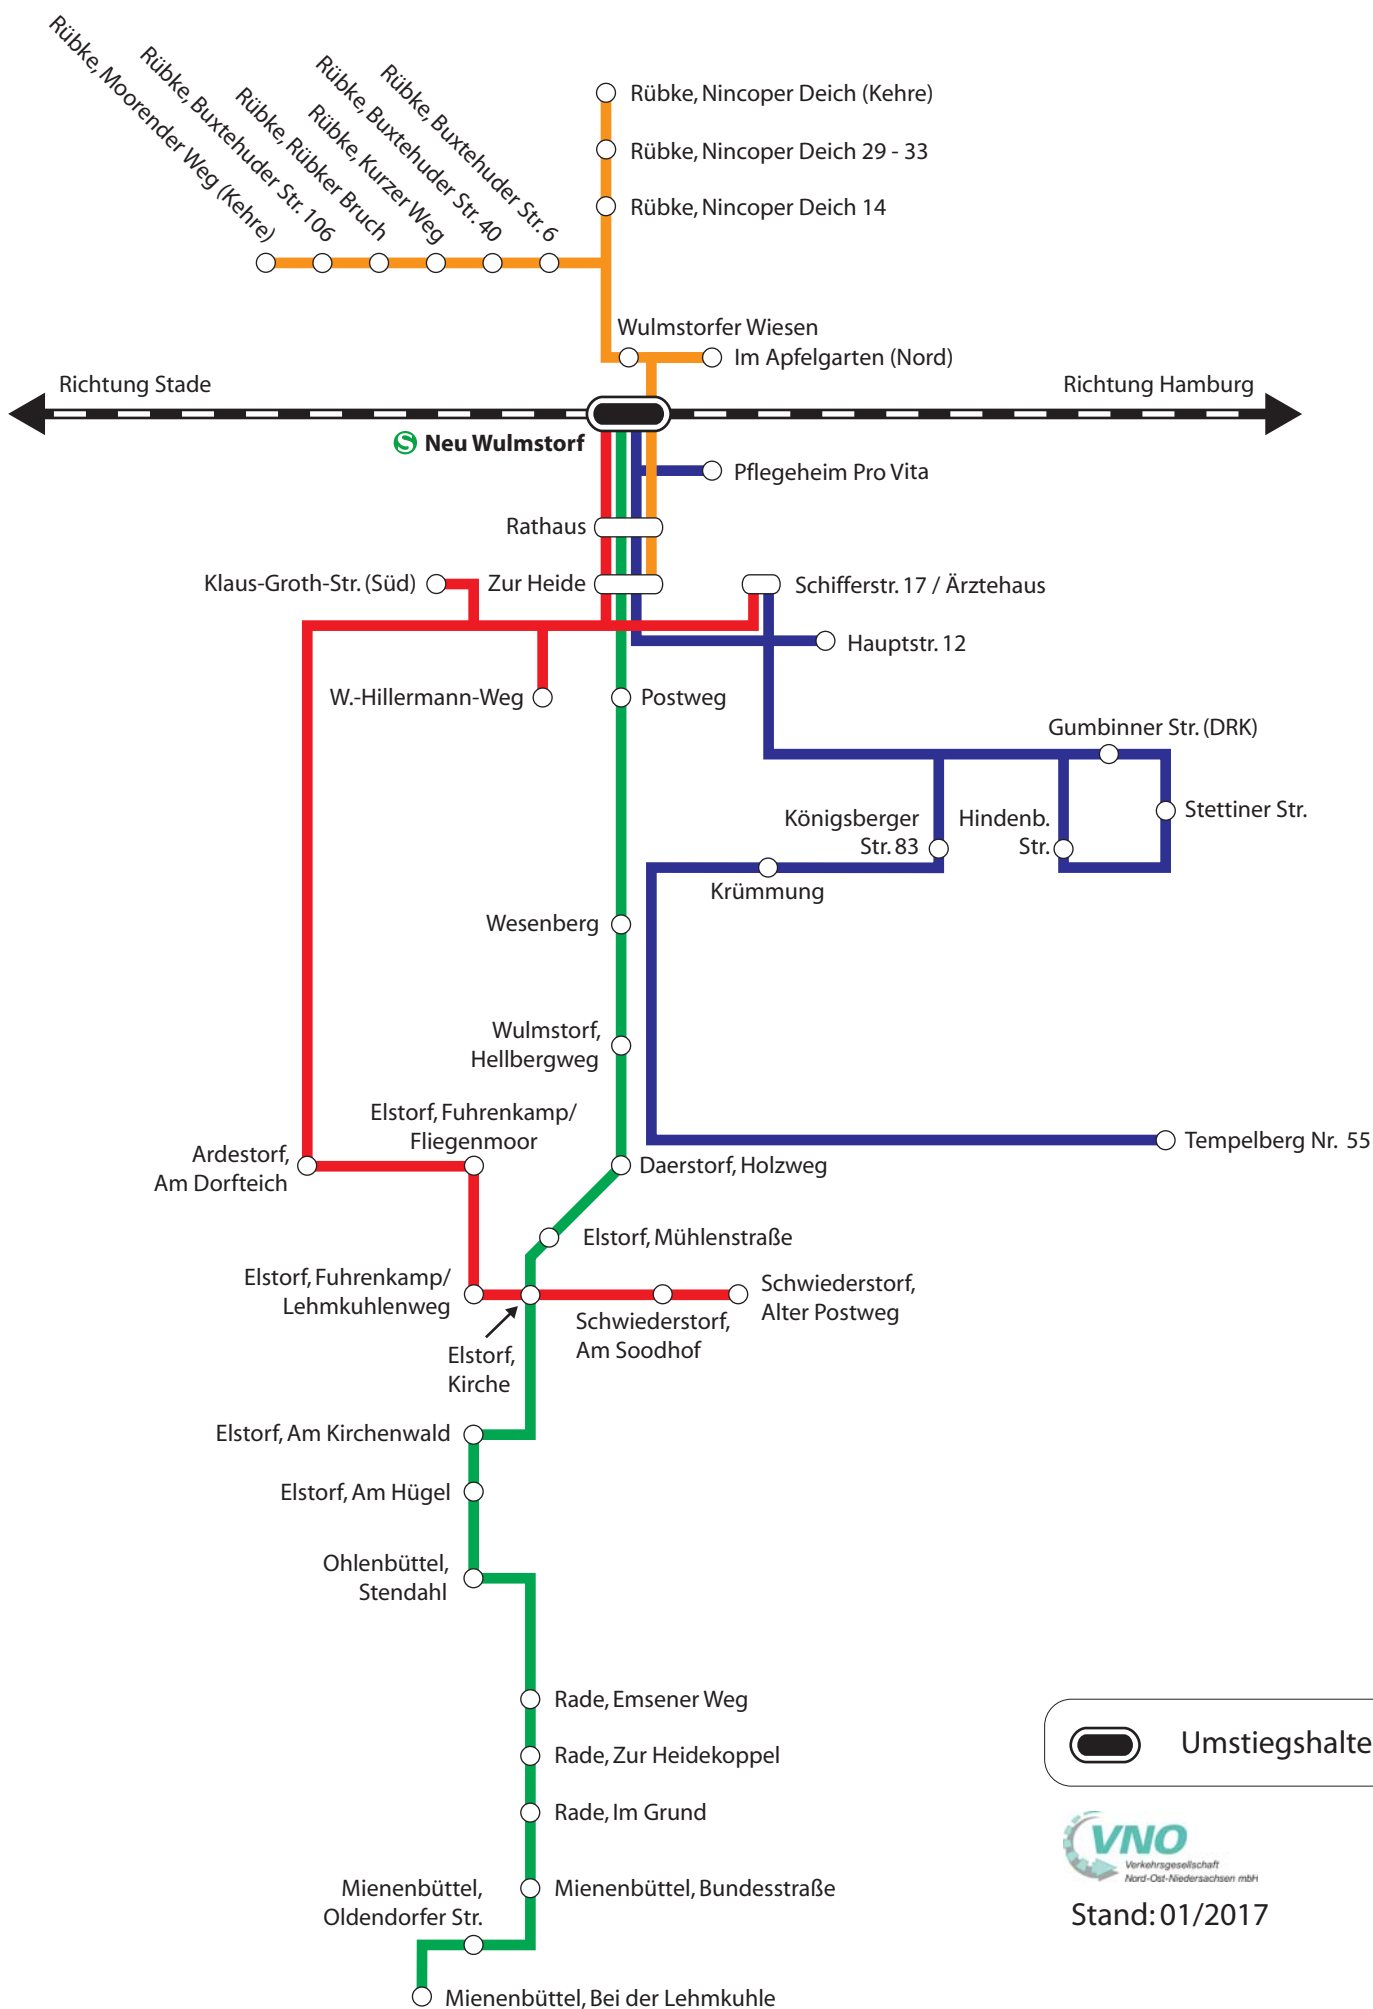 Rübke, Moorender Weg (Kehre)
Rübke, Buxtehuder Str. 106
Rübke, Rübker Bruch
Rübke, Kurzer Weg
Rübke, Buxtehuder Str. 40
Rübke, Buxtehuder Str. 6
Rübke, Nincoper Deich (Kehre)
Rübke, Nincoper Deich 29 - 33
Rübke, Nincoper Deich 14
Wulmstorfer Wiesen
Im Apfelgarten (Nord)
Richtung Stade
Richtung Hamburg
S Neu Wulmstorf
Pflegeheim Pro Vita
Rathaus
Klaus-Groth-Str. (Süd)
Zur Heide
Schifferstr. 17 / Ärztehaus
Hauptstr. 12
W.-Hillermann-Weg
Postweg
Gumbinner Str. (DRK)
Königsberger
Str. 83
Hindenb.
Str.
Stettiner Str.
Krümmung
Wesenberg
Wulmstorf,
Hellbergweg
Elstorf, Fuhrenkamp/
Fliegenmoor
Ardestorf,
Am Dorfteich
Tempelberg Nr. 55
Daerstorf, Holzweg
Elstorf, Mühlenstraße
Elstorf, Fuhrenkamp/
Lehmkuhlenweg
Schwiederstorf,
Alter Postweg
Schwiederstorf,
Am Soodhof
Elstorf,
Kirche
Elstorf, Am Kirchenwald
Elstorf, Am Hügel
Ohlenbüttel,
Stendahl
Rade, Emsener Weg
Rade, Zur Heidekoppel
Rade, Im Grund
Mienenbüttel, Bundesstraße
Mienenbüttel,
Oldendorfer Str.
Mienenbüttel, Bei der Lehmkuhle
Umstiegshalte
VNO
Verkehrsgesellschaft
Nord-Ost-Niedersachsen mbH
Stand: 01/2017